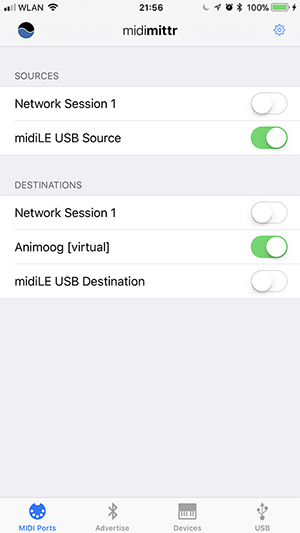 WLAN 21:56 100%
midimittr
SOURCES
Network Session 1
midiLE USB Source
DESTINATIONS
Network Session 1
Animoog [virtual]
midiLE USB Destination
MIDI Ports Advertise Devices USB